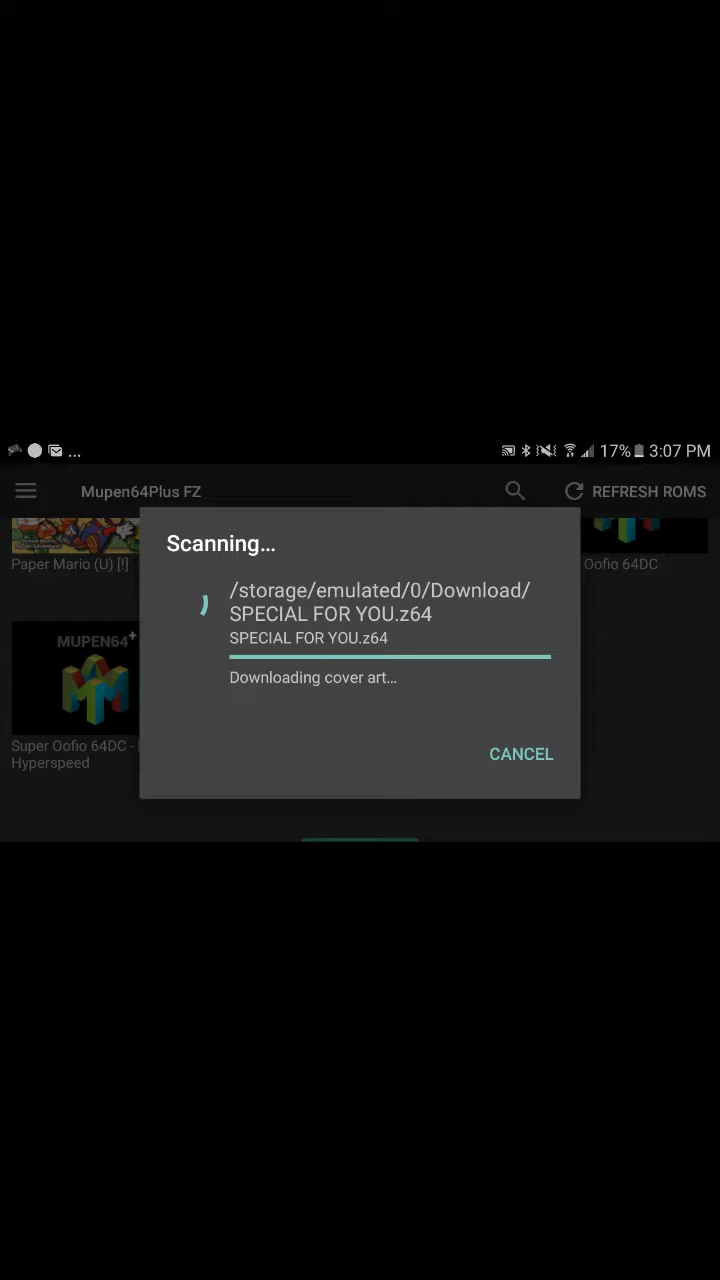 ...
17%
3:07 PM
Mupen64Plus FZ
REFRESH ROMS
Scanning...
/storage/emulated/0/Download/
SPECIAL FOR YOU.z64
SPECIAL FOR YOU.z64
Downloading cover art...
CANCEL
Paper Mario (U) [!]
Oofio 64DC
MUPEN64+
Super Oofio 64DC -
Hyperspeed